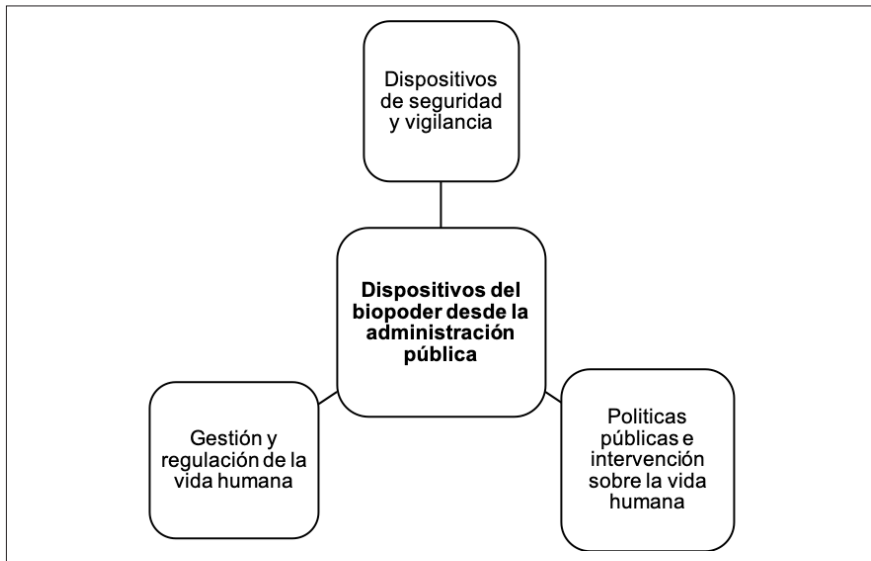 Dispositivos
de seguridad
y vigilancia
Dispositivos del
biopoder desde la
administración
pública
Gestión y
regulación de la
vida humana
Politicas
públicas e
intervención
sobre la vida
humana